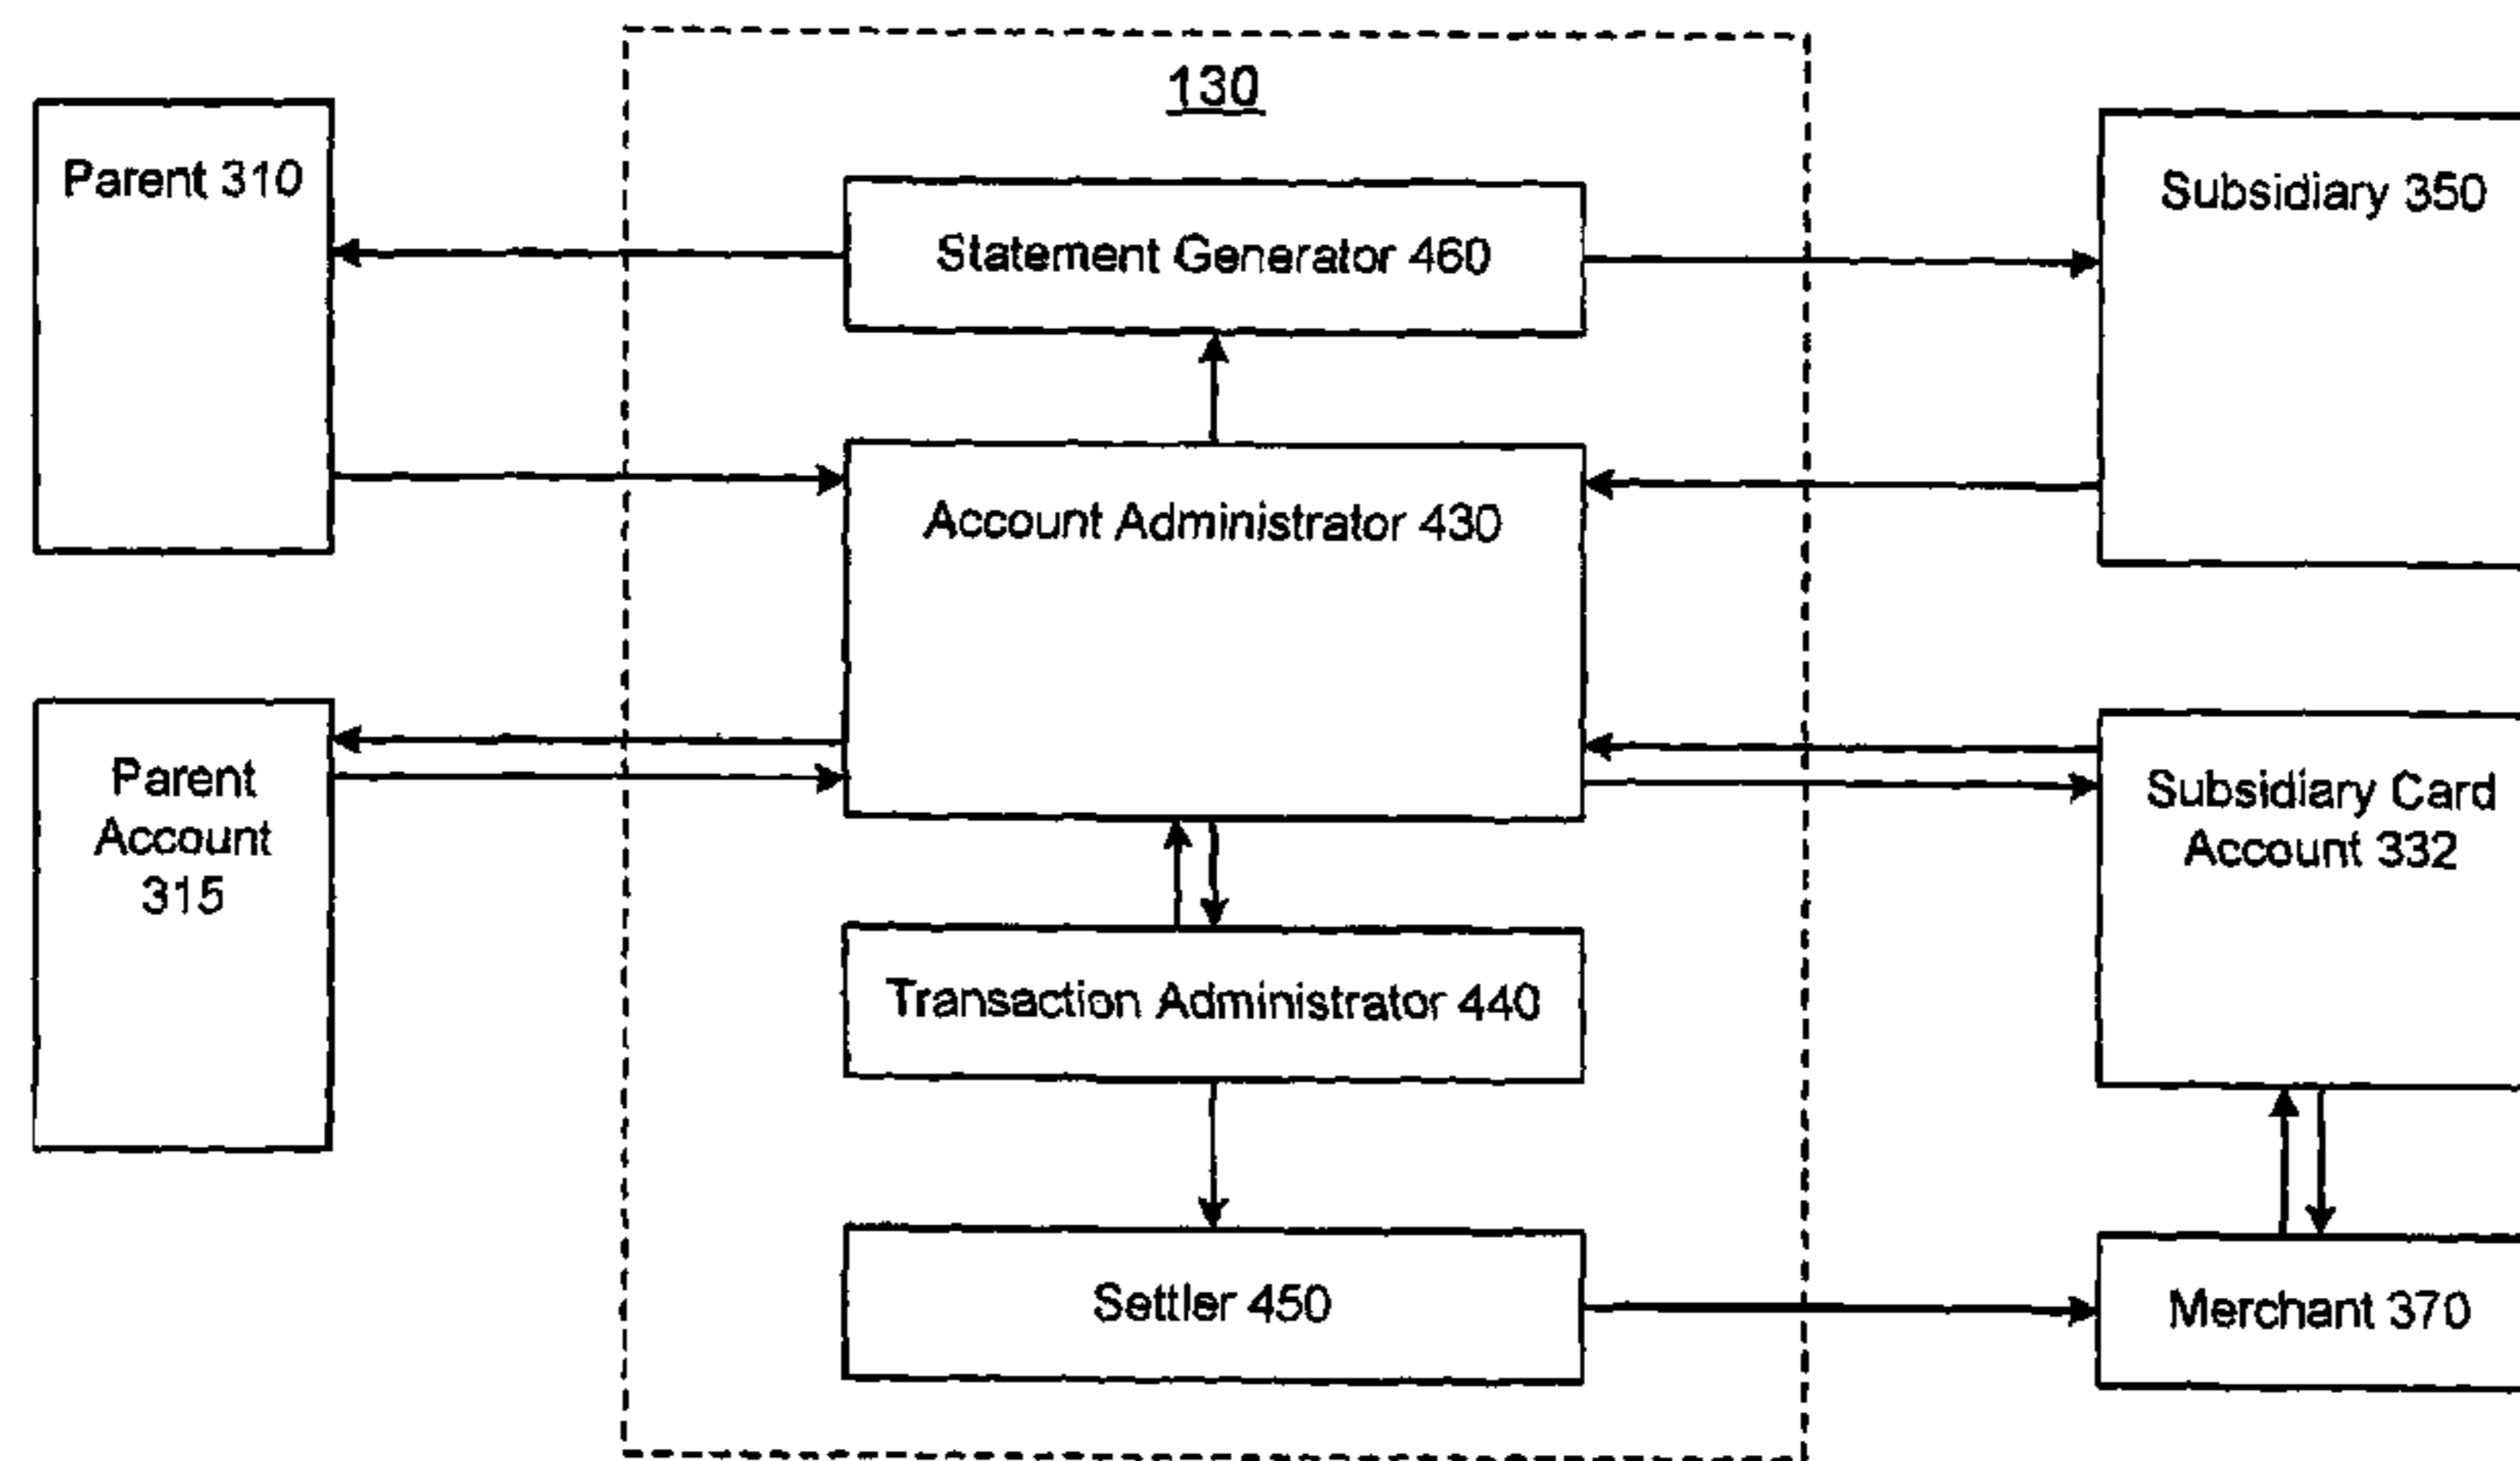 130
Parent 310
Statement Generator 460
Subsidiary 350
Account Administrator 430
Parent
Account
315
Subsidiary Card
Account 332
Transaction Administrator 440
Settler 450
Merchant 370